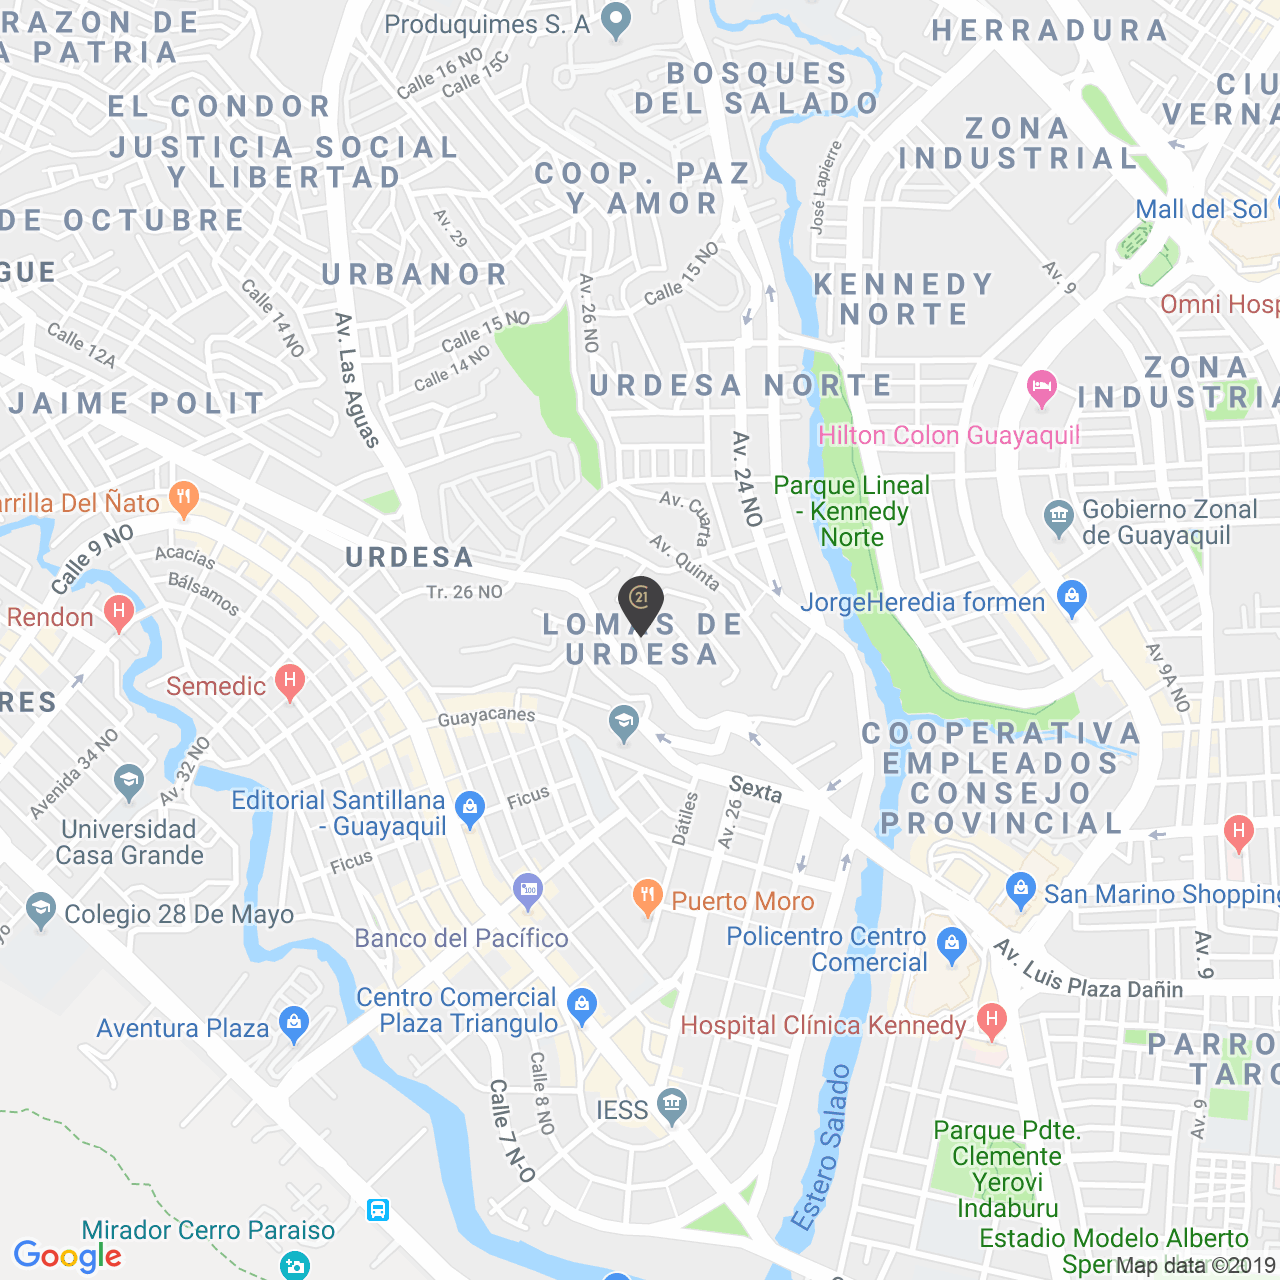 RAZON DE
A PATRIA
Produquimes S. A
HERRADURA
Calle 16 NO
Calle 15C
BOSQUES
DEL SALADO
CIU
VERNA
EL CONDOR
JUSTICIA SOCIAL
Y LIBERTAD
ZONA
INDUSTRIAL
COOP. PAZ
Y AMOR
José Lapierre
Mall del Sol
DE OCTUBRE
Av. 29
GUE
URBANOR
Calle 15 NO
Av. 9
KENNEDY
NORTE
Omni Hosp
Calle 14 NO
Av. 26 NO
Calle 12A
Av. Las Aguas
Calle 15 NO
Calle 14 NO
ZONA
INDUSTRIA
URDESA NORTE
JAIME POLIT
Hilton Colon Guayaquil
Av. 24 NO
arrilla Del Ñato
Av. Cuarta
Parque Lineal
- Kennedy
Norte
Gobierno Zonal
de Guayaquil
Calle 9 NO
Acacias
Bálsamos
URDESA
Av. Quinta
Tr. 26 NO
21
JorgeHeredia formen
Rendon
LOMAS DE
URDESA
Semedic
Av. 9A NO
RES
Guayacanes
COOPERATIVA
EMPLEADOS
CONSEJO
PROVINCIAL
Avenida 34 NO
Av. 32 NO
Sexta
Editorial Santillana
- Guayaquil
Ficus
Dátiles
Av. 26
Universidad
Casa Grande
Ficus
100
San Marino Shopping
Colegio 28 De Mayo
Puerto Moro
Banco del Pacífico
Policentro Centro
Comercial
Av. Luis Plaza Dañin
Av. 9
Centro Comercial
Plaza Triangulo
Aventura Plaza
Hospital Clínica Kennedy
PARRO
TARQ
Calle 8 NO
Calle 7 N-O
IESS
Estero Salado
Av. 6
Parque Pdte.
Clemente
Yerovi
Indaburu
Mirador Cerro Paraiso
Estadio Modelo Alberto
Google
Map data ©2019